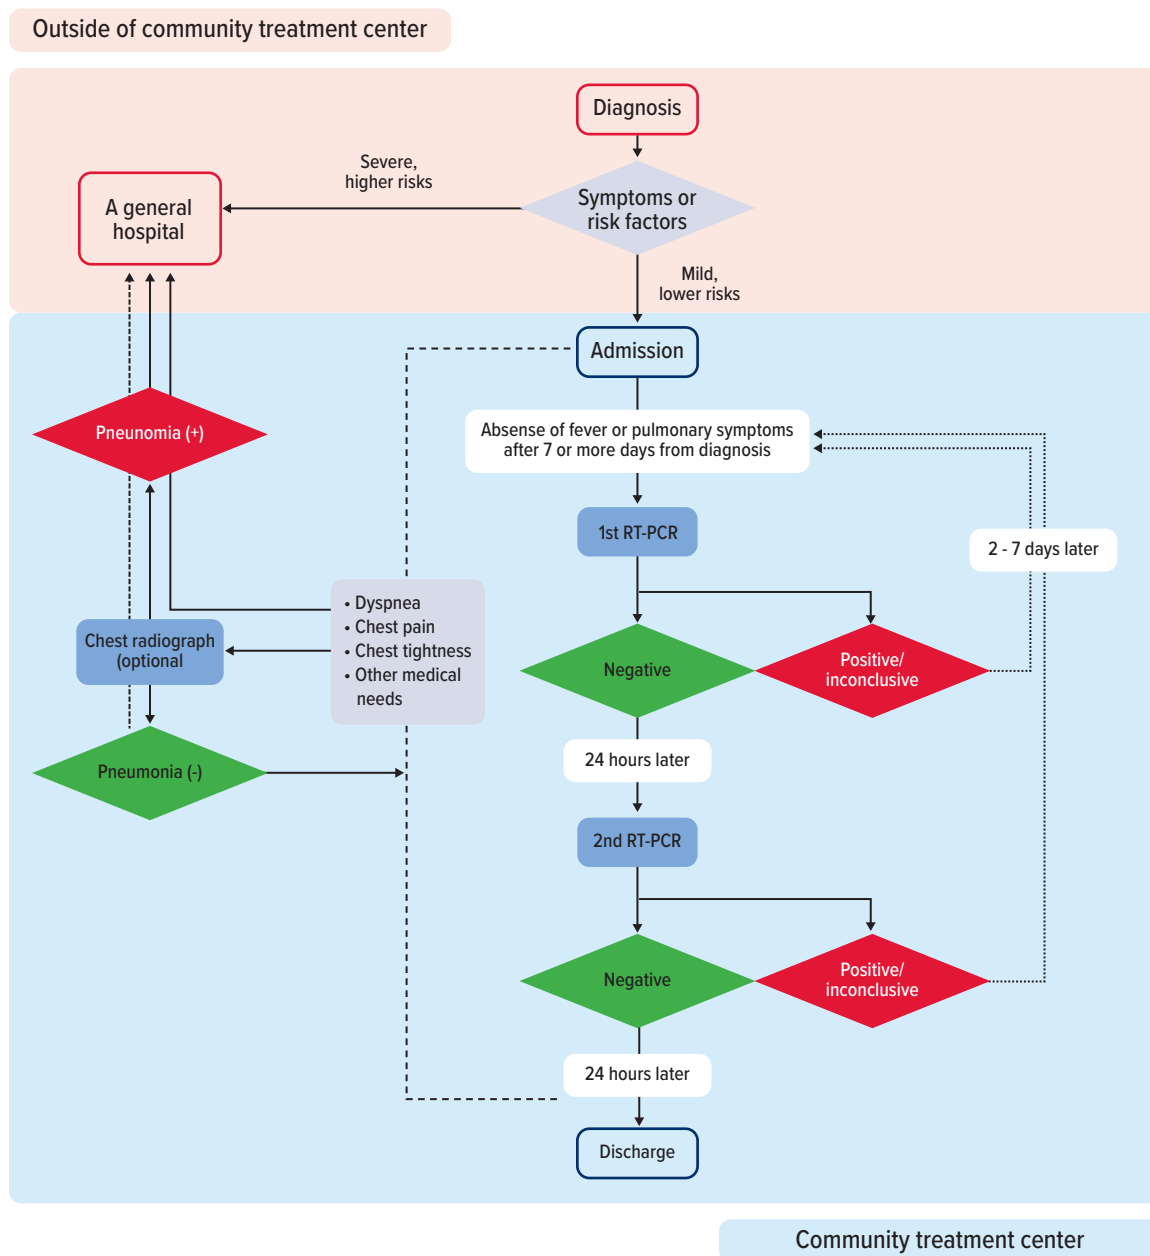 Outside of community treatment center
Diagnosis
Severe,
higher risks
Symptoms or
risk factors
A general
hospital
Mild,
lower risks
Admission
Absense of fever or pulmonary symptoms
after 7 or more days from diagnosis
Pneunomia (+)
1st RT-PCR
2 - 7 days later
• Dyspnea
• Chest pain
• Chest tightness
• Other medical
needs
Chest radiograph
(optional
Negative
Positive/
inconclusive
24 hours later
Pneumonia (-)
2nd RT-PCR
Negative
Positive/
inconclusive
24 hours later
Discharge
Community treatment center